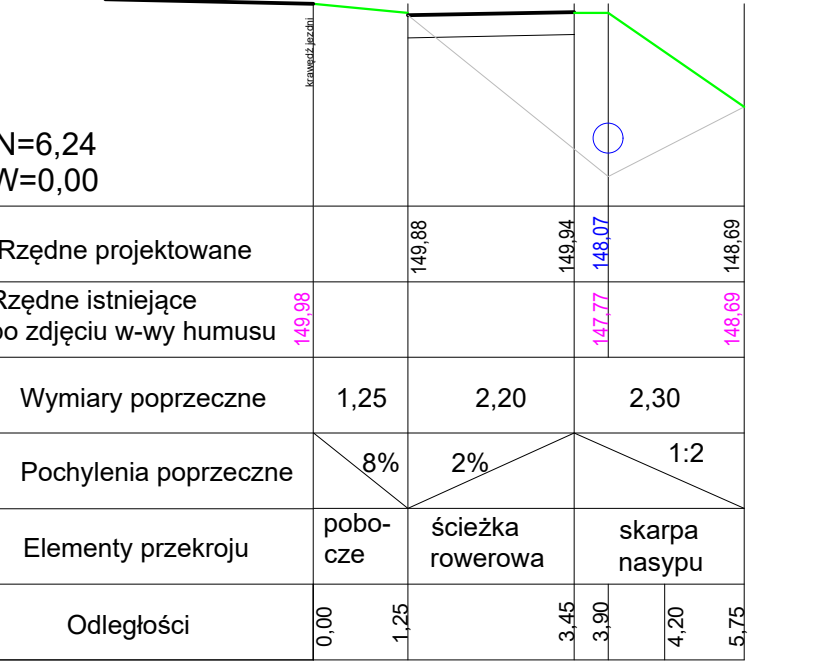 krawędź jezdni
N=6,24
W=0,00
Rzędne projektowane
149,88
149,94
148,07
148,69
Rzędne istniejące
po zdjęciu w-wy humusu
149,98
147,77
148,69
Wymiary poprzeczne
1,25
2,20
2,30
Pochylenia poprzeczne
8%
2%
1:2
Elementy przekroju
pobo-
cze
ścieżka
rowerowa
skarpa
nasypu
Odległości
0,00
1,25
3,45
3,90
4,20
5,75